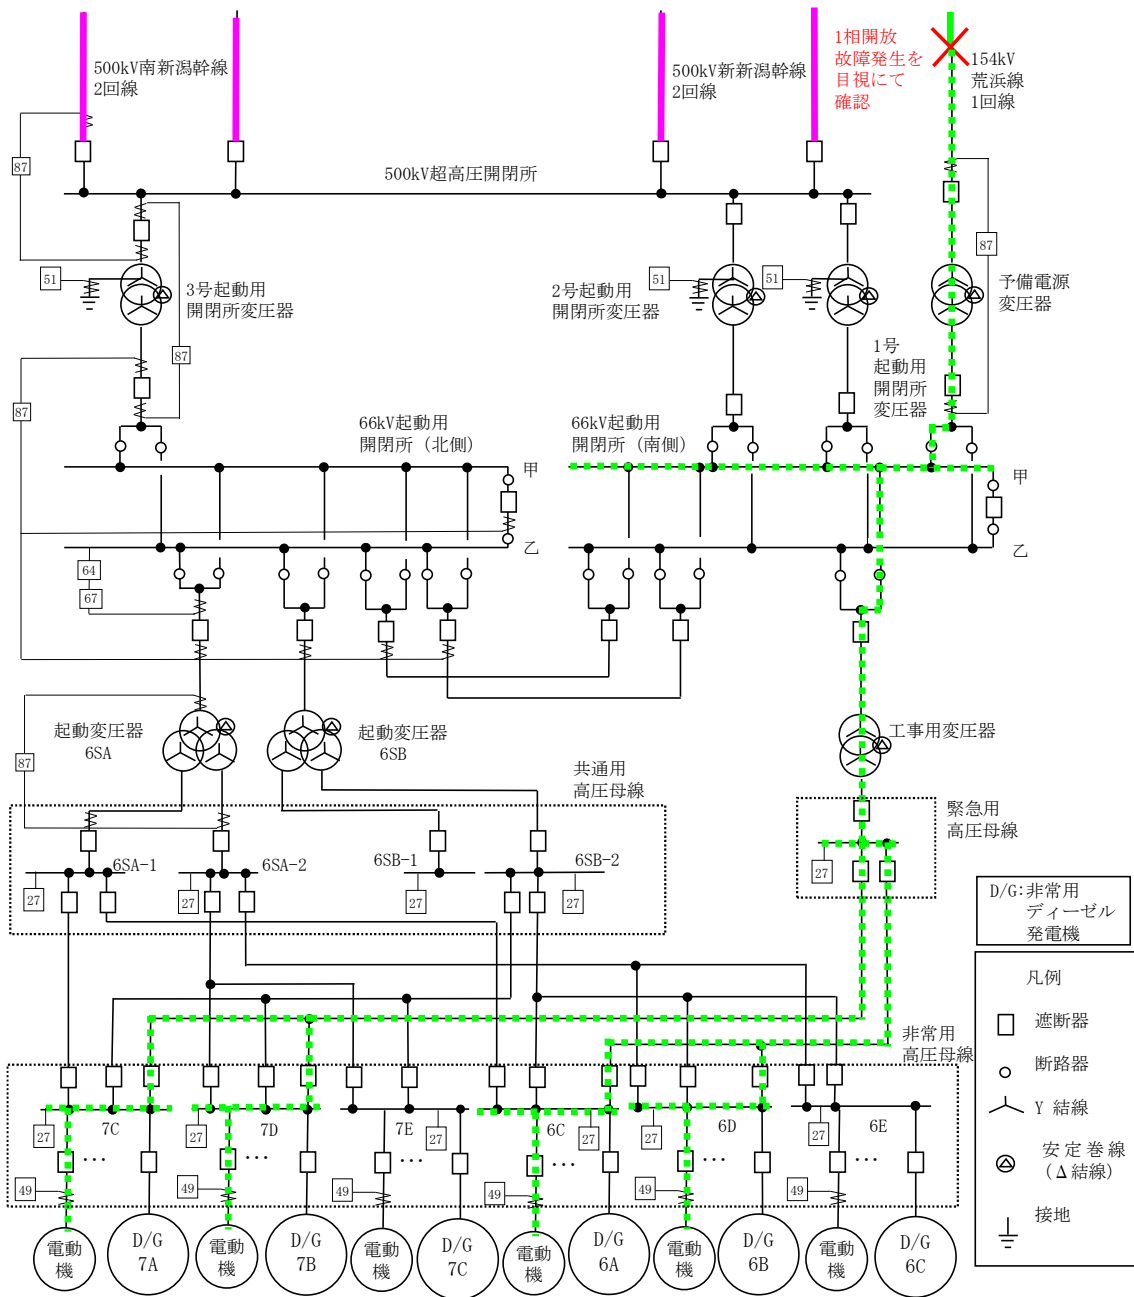 500kV南新潟幹線
2回線
500kV新新潟幹線
2回線
1相開放
故障発生を
目視にて
確認
154kV
荒浜線
1回線
87
500kV超高圧開閉所
87
51
3号起動用
開閉所変圧器
51
2号起動用
開閉所変圧器
51
予備電源
変圧器
87
87
1号
起動用
開閉所
変圧器
87
66kV起動用
開閉所（北側）
66kV起動用
開閉所（南側）
甲
甲
乙
乙
64
67
起動変圧器
6SA
起動変圧器
6SB
工事用変圧器
87
共通用
高圧母線
緊急用
高圧母線
6SA-1
6SA-2
6SB-1
6SB-2
27
27
27
27
27
D/G:非常用
ディーゼル
発電機
凡例
遮断器
断路器
Y 結線
安定巻線
(Δ結線)
接地
非常用
高圧母線
27
7C
27
7D
7E
27
6C
27
27
6D
27
6E
…
…
…
…
…
…
49
49
49
49
49
49
電動
機
D/G
7A
電動
機
D/G
7B
電動
機
D/G
7C
電動
機
D/G
6A
電動
機
D/G
6B
電動
機
D/G
6C